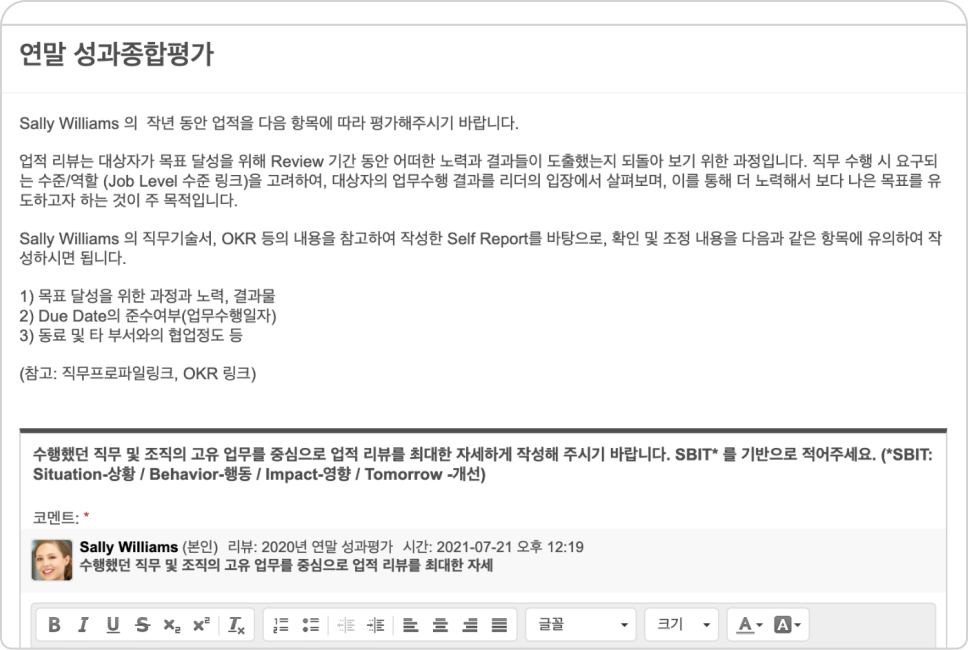 연말 성과종합평가
Sally Williams 의 작년 동안 업적을 다음 항목에 따라 평가해주시기 바랍니다.
업적 리뷰는 대상자가 목표 달성을 위해 Review 기간 동안 어떠한 노력과 결과들이 도출했는지 되돌아 보기 위한 과정입니다. 직무 수행 시 요구되
는 수준/역할 (Job Level 수준 링크)을 고려하여, 대상자의 업무수행 결과를 리더의 입장에서 살펴보며, 이를 통해 더 노력해서 보다 나은 목표를 유
도하고자 하는 것이 주 목적입니다.
Sally Williams 의 직무기술서, OKR 등의 내용을 참고하여 작성한 Self Report를 바탕으로, 확인 및 조정 내용을 다음과 같은 항목에 유의하여 작
성하시면 됩니다.
1) 목표 달성을 위한 과정과 노력, 결과물
2) Due Date의 준수여부(업무수행일자)
3) 동료 및 타 부서와의 협업정도 등
(참고: 직무프로파일링크, OKR 링크)
수행했던 직무 및 조직의 고유 업무를 중심으로 업적 리뷰를 최대한 자세하게 작성해 주시기 바랍니다. SBIT* 를 기반으로 적어주세요. (*SBIT:
Situation-상황 / Behavior-행동 / Impact-영향 / Tomorrow -개선)
코멘트: *
Sally Williams (본인) 리뷰: 2020년 연말 성과평가 시간: 2021-07-21 오후 12:19
수행했던 직무 및 조직의 고유 업무를 중심으로 업적 리뷰를 최대한 자세
B I U S x₂ x² Tx 글꼴 크기 A A